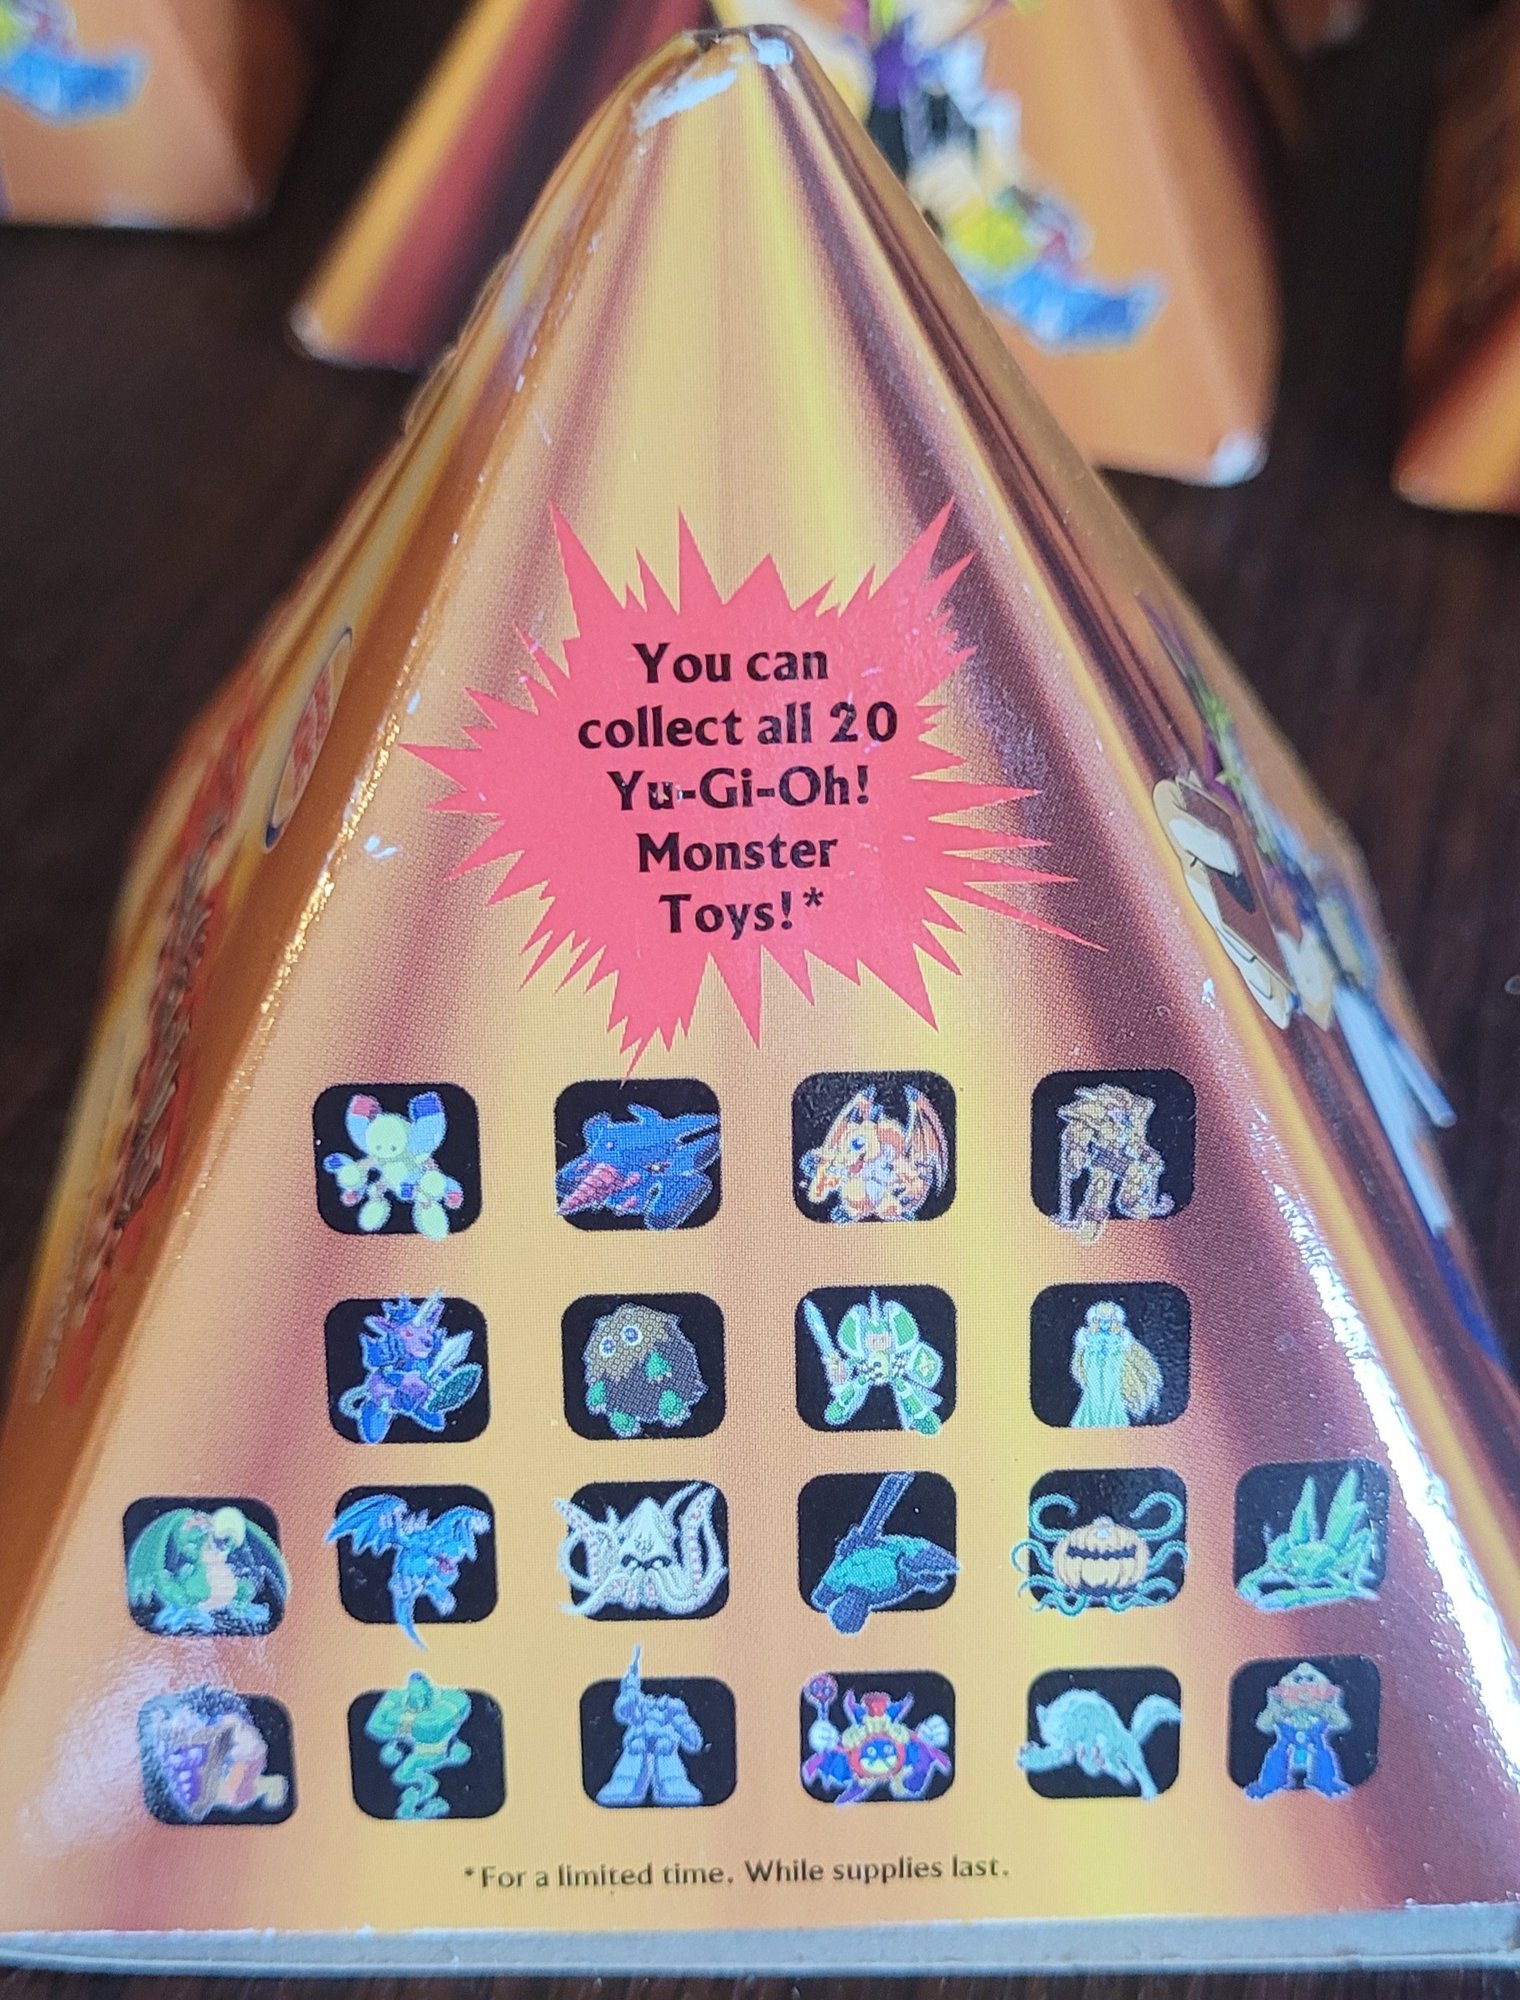 You can
collect all 20
Yu-Gi-Oh!
Monster
Toys!*
*For a limited time. While supplies last.